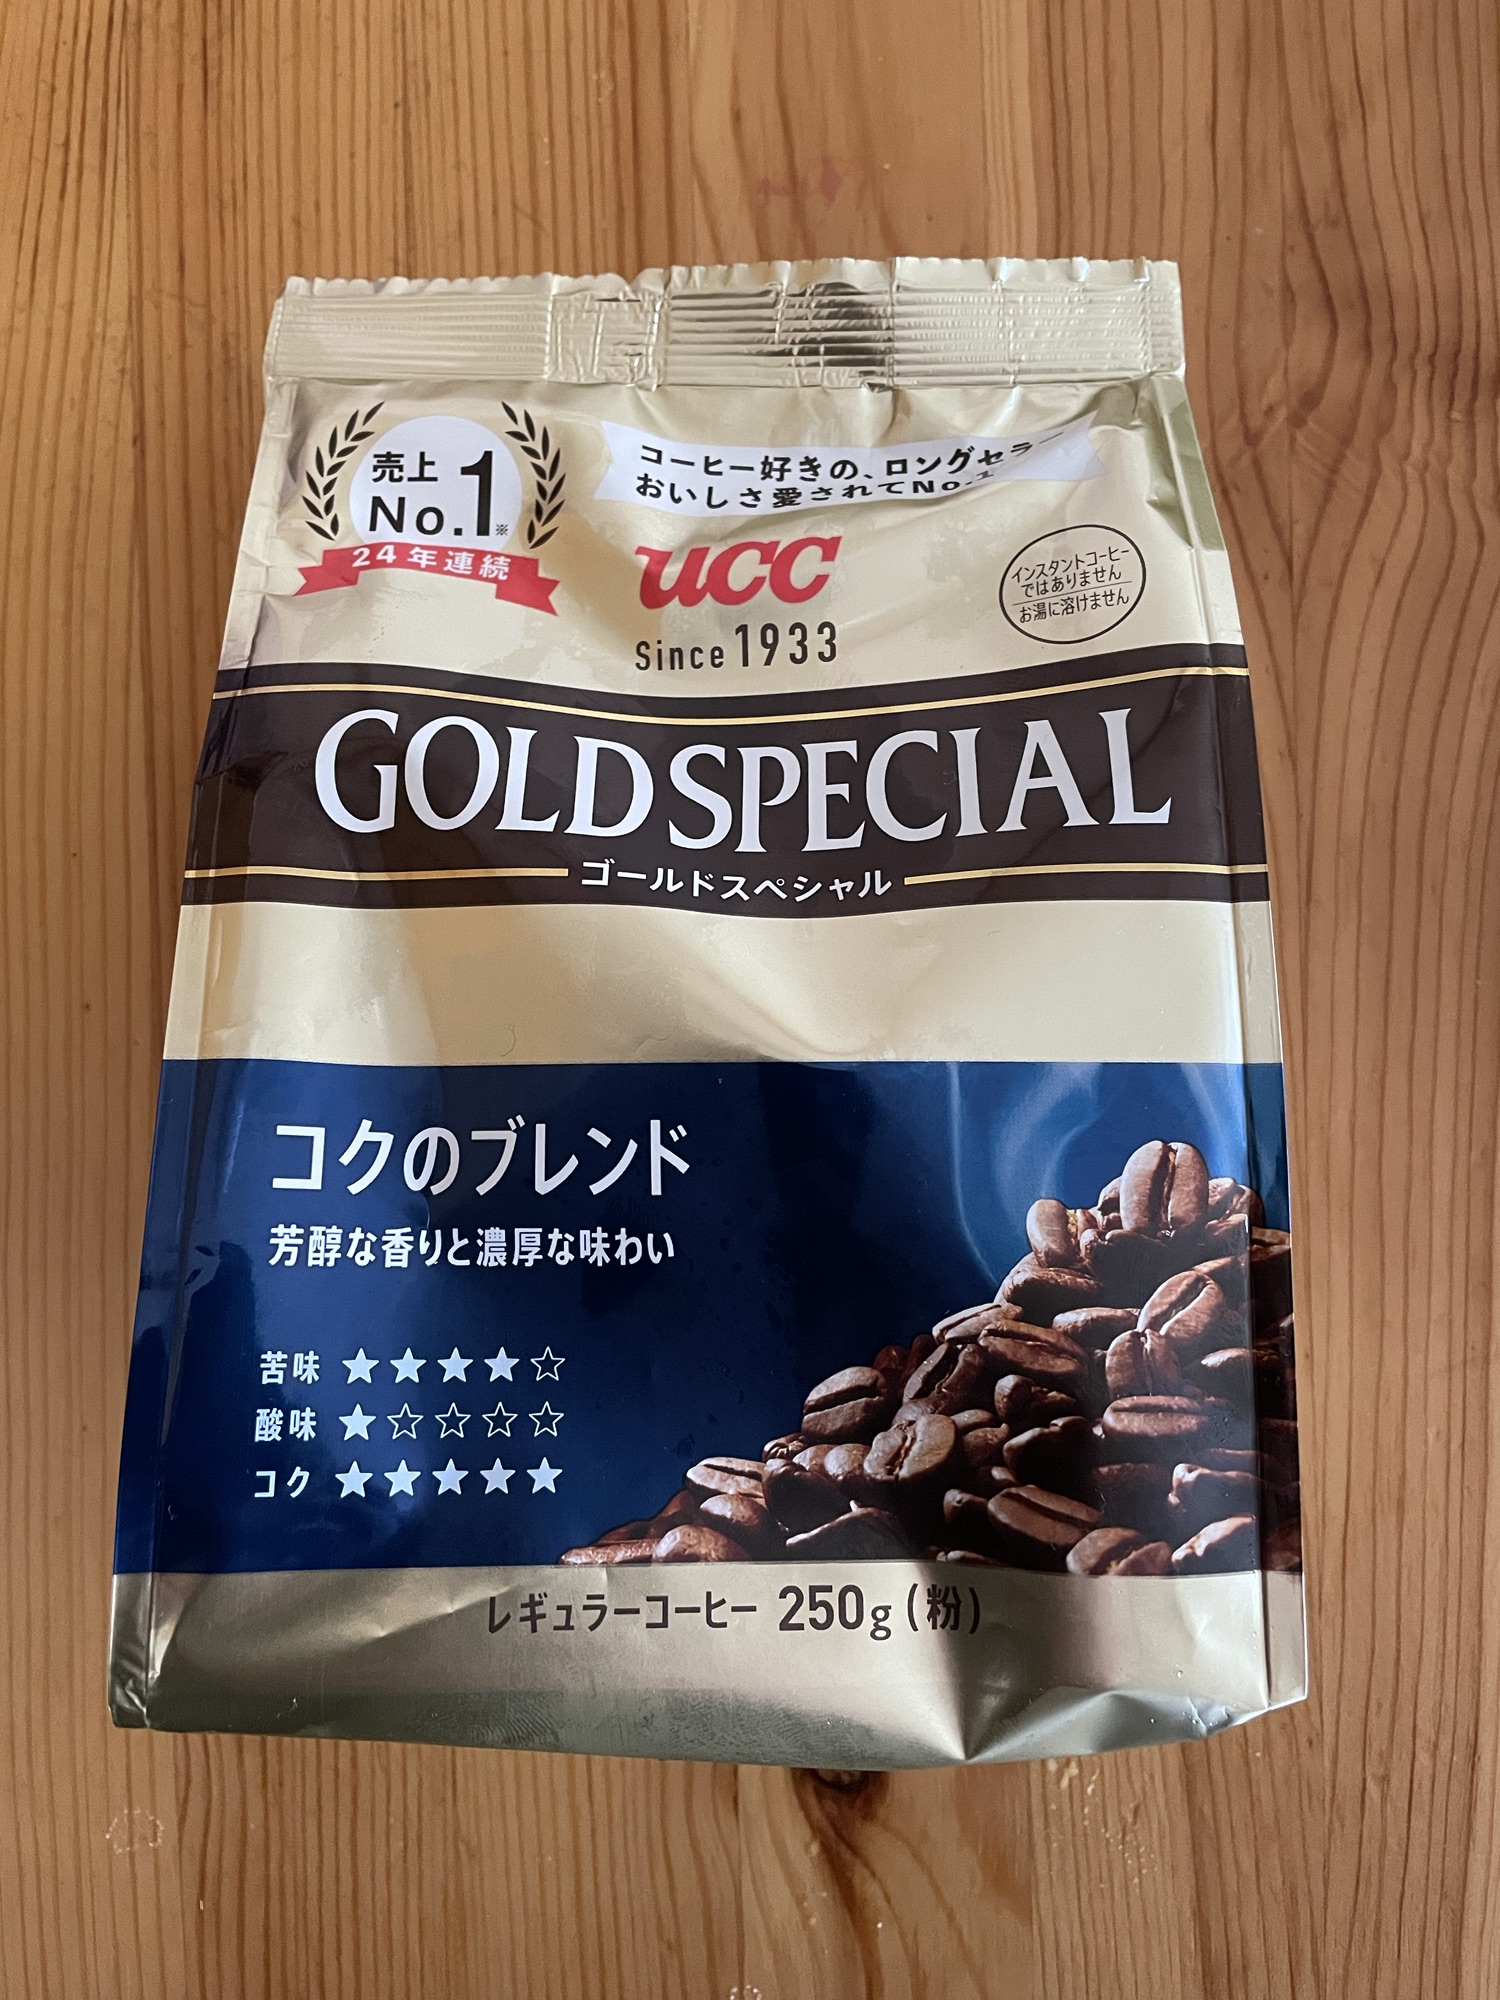 売上
No.1※
24年連続
コーヒー好きの、ロングセラー
おいしさ愛されてNo.1
UCC
Since 1933
インスタントコーヒー
ではありません
お湯に溶けません
GOLD SPECIAL
ゴールドスペシャル
コクのブレンド
芳醇な香りと濃厚な味わい
苦味 ★★★★☆
酸味 ★☆☆☆☆
コク ★★★★★
レギュラーコーヒー 250g (粉)